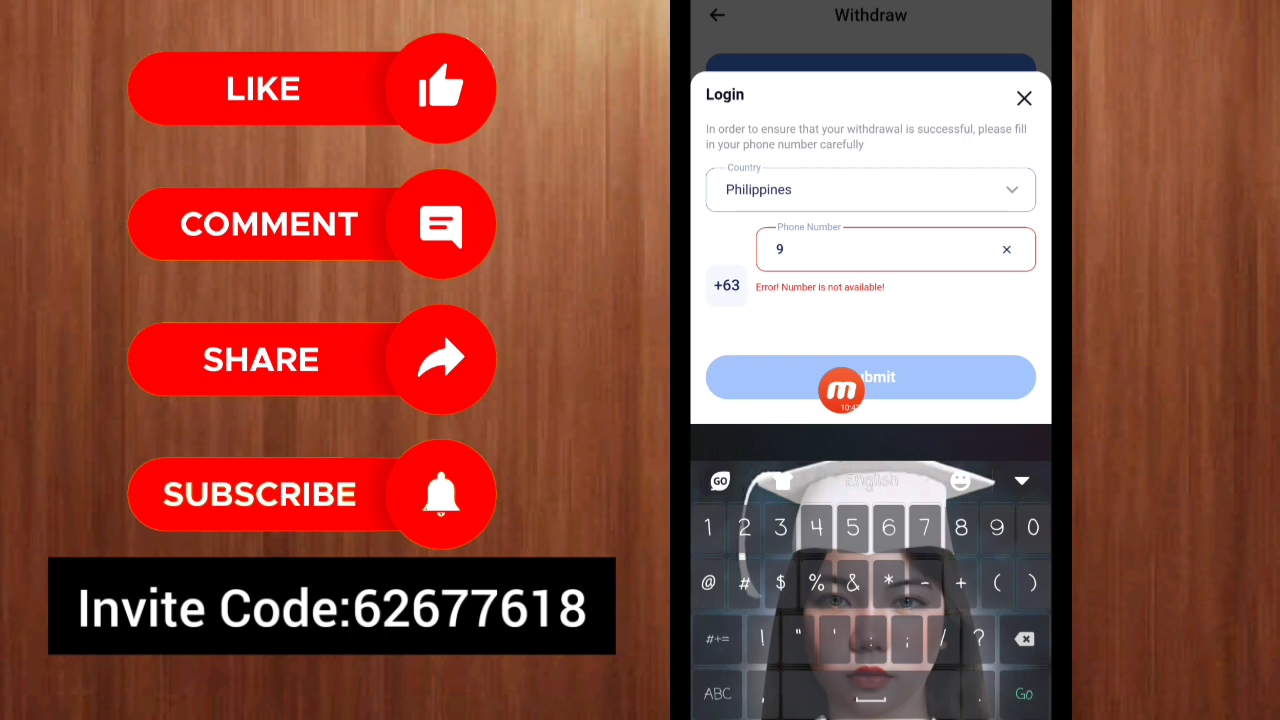 LIKE
COMMENT
SHARE
SUBSCRIBE
Invite Code:62677618
Withdraw
Login
In order to ensure that your withdrawal is successful, please fill
in your phone number carefully
Country
Philippines
Phone Number
9
+63
Error! Number is not available!
bmit
GO
English
1 2 3 4 5 6 7 8 9 0
@ # $ % & * - + ( )
#+= ! " ' : ; / ?
ABC , Go